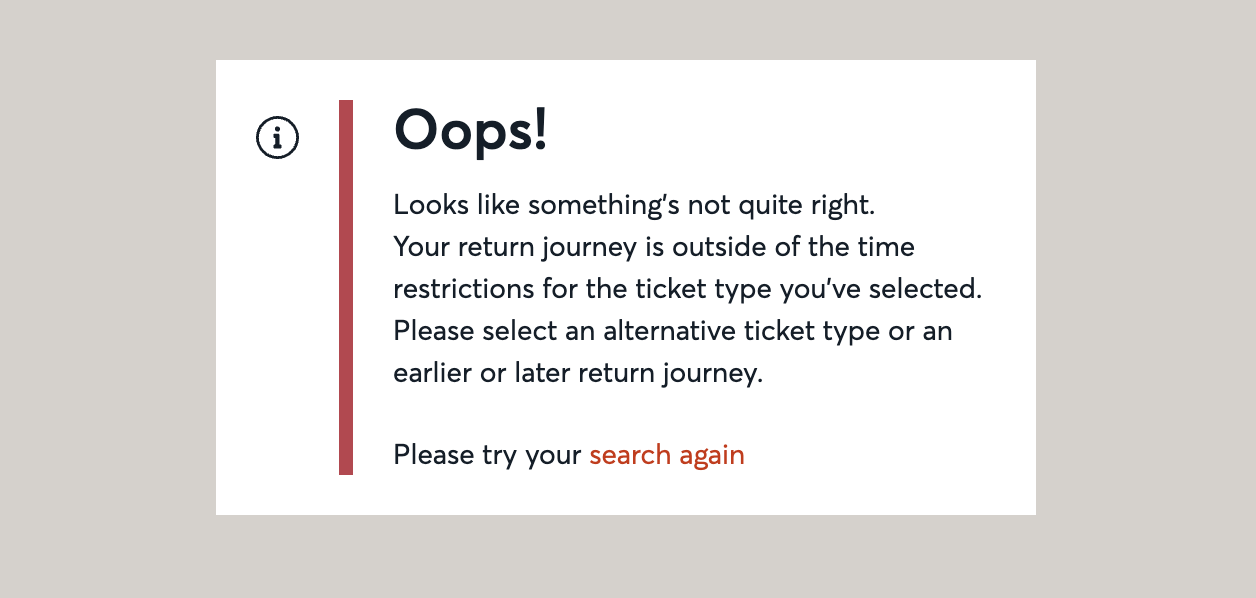 Oops!
Looks like something's not quite right.
Your return journey is outside of the time
restrictions for the ticket type you've selected.
Please select an alternative ticket type or an
earlier or later return journey.
Please try your search again